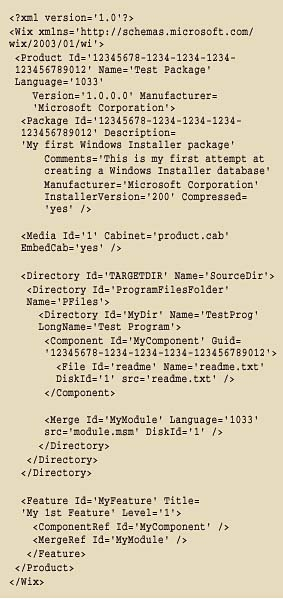 <?xml version='1.0'?>
<Wix xmlns='http://schemas.microsoft.com/
wix/2003/01/wi'>
<Product Id='12345678-1234-1234-1234-
123456789012' Name='Test Package'
Language='1033'
Version='1.0.0.0' Manufacturer=
'Microsoft Corporation'>
<Package Id='12345678-1234-1234-1234-
123456789012' Description=
'My first Windows Installer package'
Comments='This is my first attempt at
creating a Windows Installer database'
Manufacturer='Microsoft Corporation'
InstallerVersion='200' Compressed=
'yes' />
<Media Id='1' Cabinet='product.cab'
EmbedCab='yes' />
<Directory Id='TARGETDIR' Name='SourceDir'>
<Directory Id='ProgramFilesFolder'
Name='PFiles'>
<Directory Id='MyDir' Name='TestProg'
LongName='Test Program'>
<Component Id='MyComponent' Guid=
'12345678-1234-1234-1234-123456789012'>
<File Id='readme' Name='readme.txt'
DiskId='1' src='readme.txt' />
</Component>
<Merge Id='MyModule' Language='1033'
src='module.msm' DiskId='1' />
</Directory>
</Directory>
</Directory>
<Feature Id='MyFeature' Title=
'My 1st Feature' Level='1'>
<ComponentRef Id='MyComponent' />
<MergeRef Id='MyModule' />
</Feature>
</Product>
</Wix>